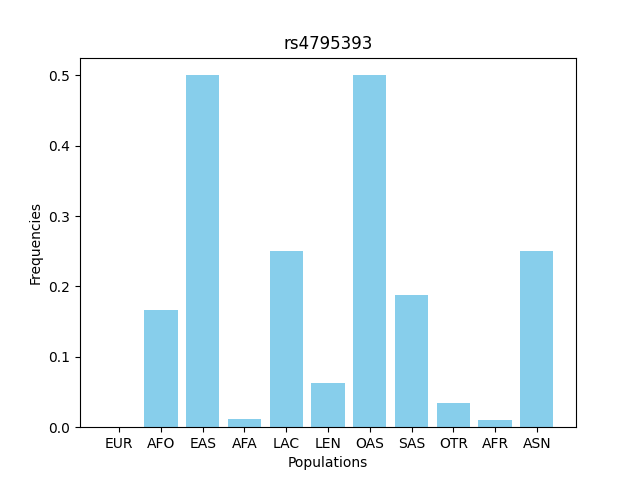 rs4795393
Frequencies
0.5
0.4
0.3
0.2
0.1
0.0
EUR AFO EAS AFA LAC LEN OAS SAS OTR AFR ASN
Populations